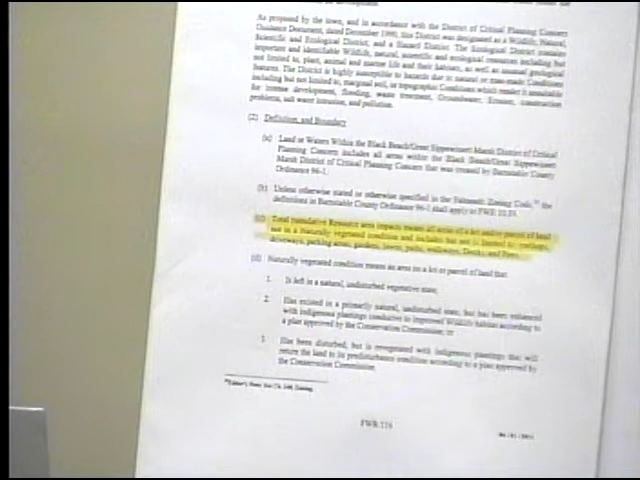 As proposed by the town, and in accordance with the District of Critical Planning Concern
Guidance Document, dated December 1990, this District was designated as a Wildlife, Natural,
Scientific and Ecological District, and a Hazard District. The Ecological District contains
important and identifiable Wildlife, natural, scientific and ecological resources including but
not limited to, plant, animal and marine life and their habitats, as well as unusual geological
features. The District is highly susceptible to hazards due to natural or man-made Conditions
including but not limited to, marginal soil, or topographic Conditions which render it unsuitable
for intense development, flooding, waste treatment, Groundwater, Erosion, construction
problems, salt water intrusion, and pollution.
(2) Definition, and Boundary
(a) Land or Waters Within the Black Beach/Great Sippewissett Marsh District of Critical
Planning Concern includes all areas within the Black Beach/Great Sippewissett
Marsh District of Critical Planning Concern that was created by Barnstable County
Ordinance 96-1.
(b) Unless otherwise stated or otherwise specified in the Falmouth Zoning Code, the
definitions in Barnstable County Ordinance 96-1 shall apply to FWR 10.39.
(c) Total cumulative Resource area impacts means all areas of a lot and/or parcel of land
not in a Naturally vegetated condition and includes but not is limited to: rooftops,
driveways, parking areas, gardens, lawns, paths, walkways, Decks, and Piers.
(d) Naturally vegetated condition means an area on a lot or parcel of land that:
1. Is left in a natural, undisturbed vegetative state;
2. Has existed in a primarily natural, undisturbed state, but has been enhanced
with indigenous plantings conducive to improved Wildlife habitat according to
a plan approved by the Conservation Commission; or
3. Has been disturbed, but is revegetated with indigenous plantings that will
return the land to its predisturbance condition according to a plan approved by
the Conservation Commission.
Editor's Note: See Ch. 240, Zoning.
FWR:116